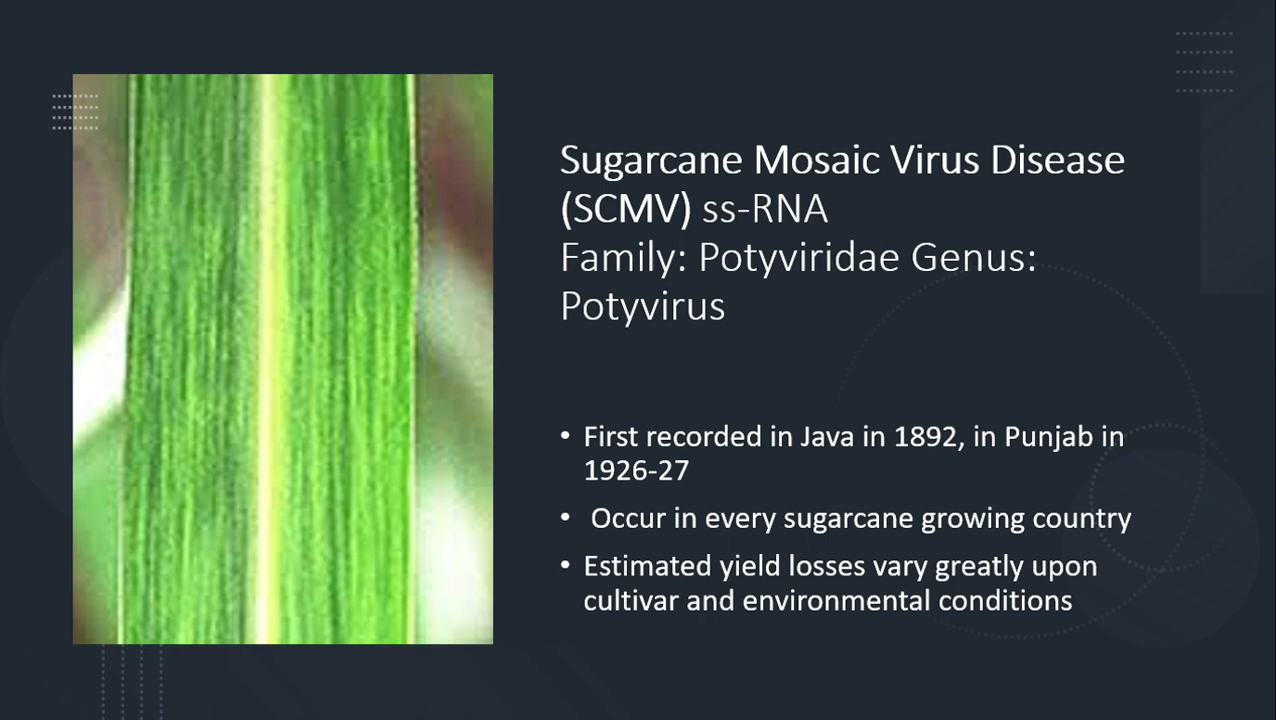 Sugarcane Mosaic Virus Disease
(SCMV) ss-RNA
Family: Potyviridae Genus:
Potyvirus
• First recorded in Java in 1892, in Punjab in
1926-27
• Occur in every sugarcane growing country
• Estimated yield losses vary greatly upon
cultivar and environmental conditions